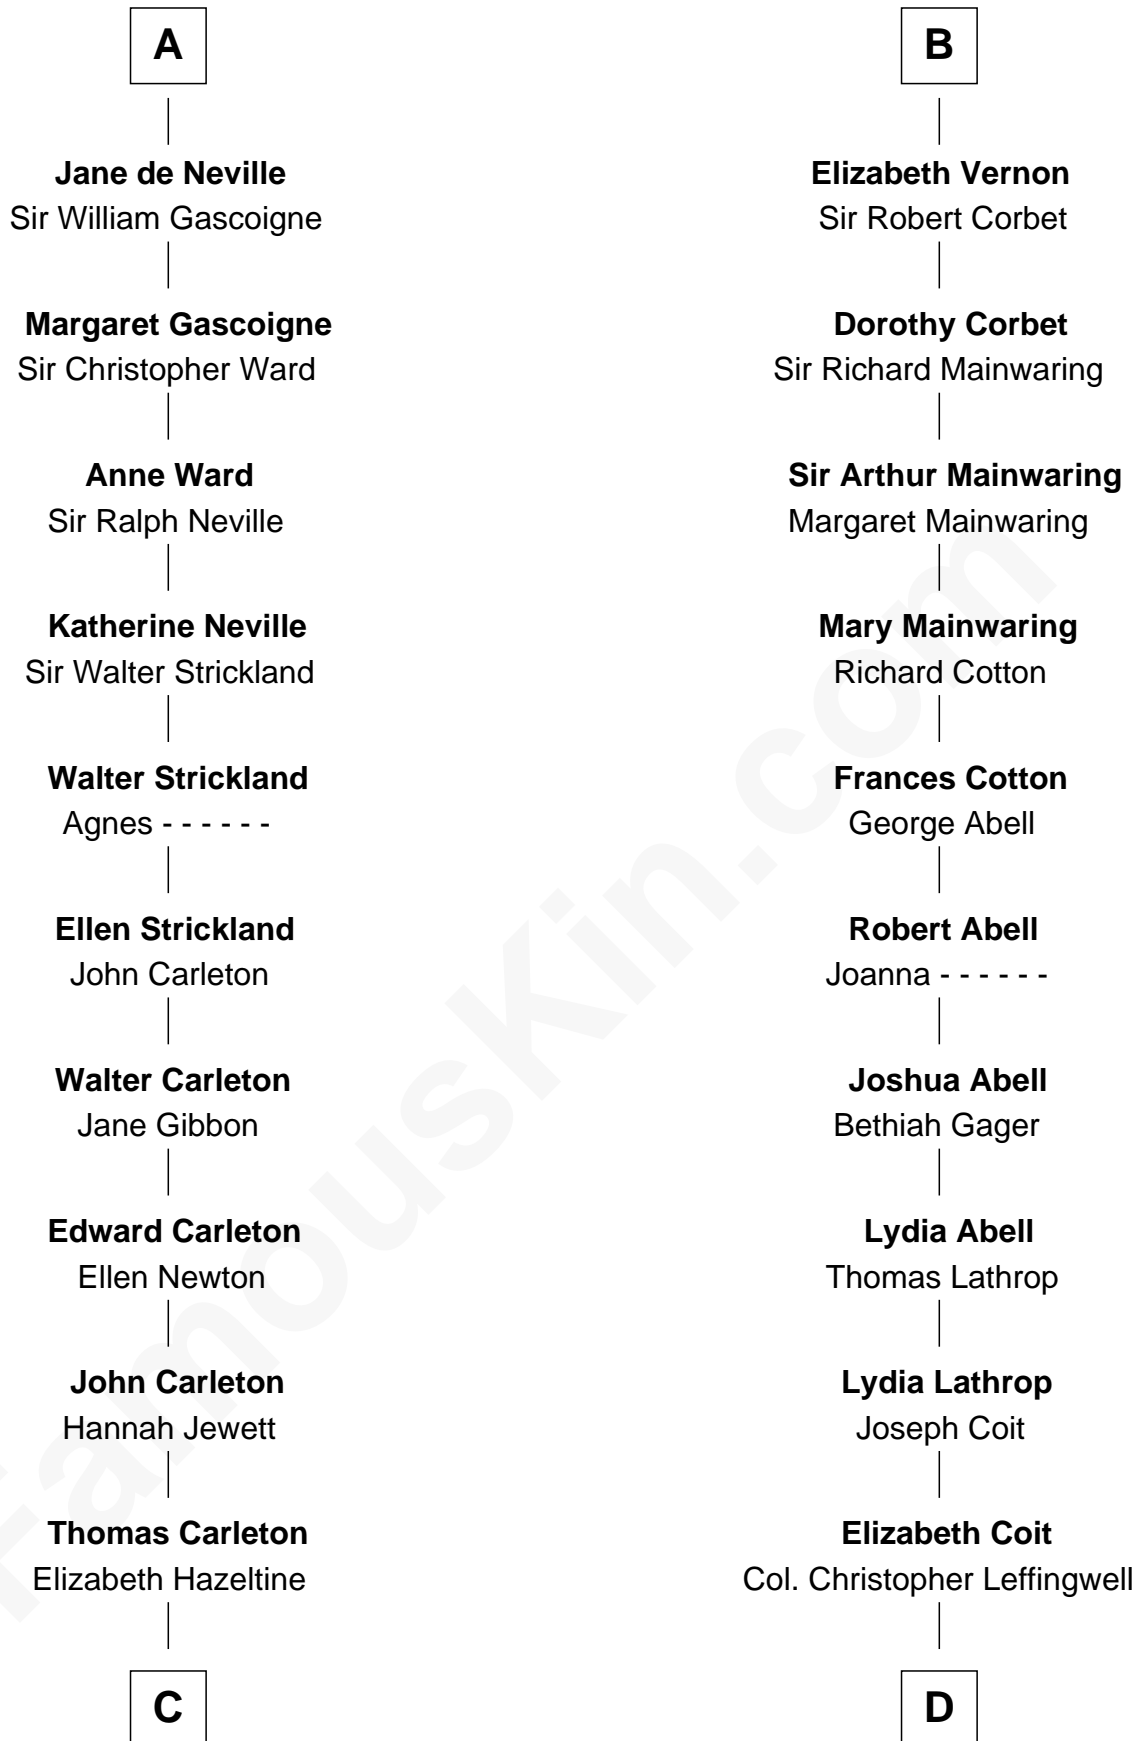 A
Jane de Neville
Sir William Gascoigne
Margaret Gascoigne
Sir Christopher Ward
Anne Ward
Sir Ralph Neville
Katherine Neville
Sir Walter Strickland
Walter Strickland
Agnes - - - - - -
Ellen Strickland
John Carleton
Walter Carleton
Jane Gibbon
Edward Carleton
Ellen Newton
John Carleton
Hannah Jewett
Thomas Carleton
Elizabeth Hazeltine
C
B
Elizabeth Vernon
Sir Robert Corbet
Dorothy Corbet
Sir Richard Mainwaring
Sir Arthur Mainwaring
Margaret Mainwaring
Mary Mainwaring
Richard Cotton
Frances Cotton
George Abell
Robert Abell
Joanna - - - - - -
Joshua Abell
Bethiah Gager
Lydia Abell
Thomas Lathrop
Lydia Lathrop
Joseph Coit
Elizabeth Coit
Col. Christopher Leffingwell
D
FamousKin.com